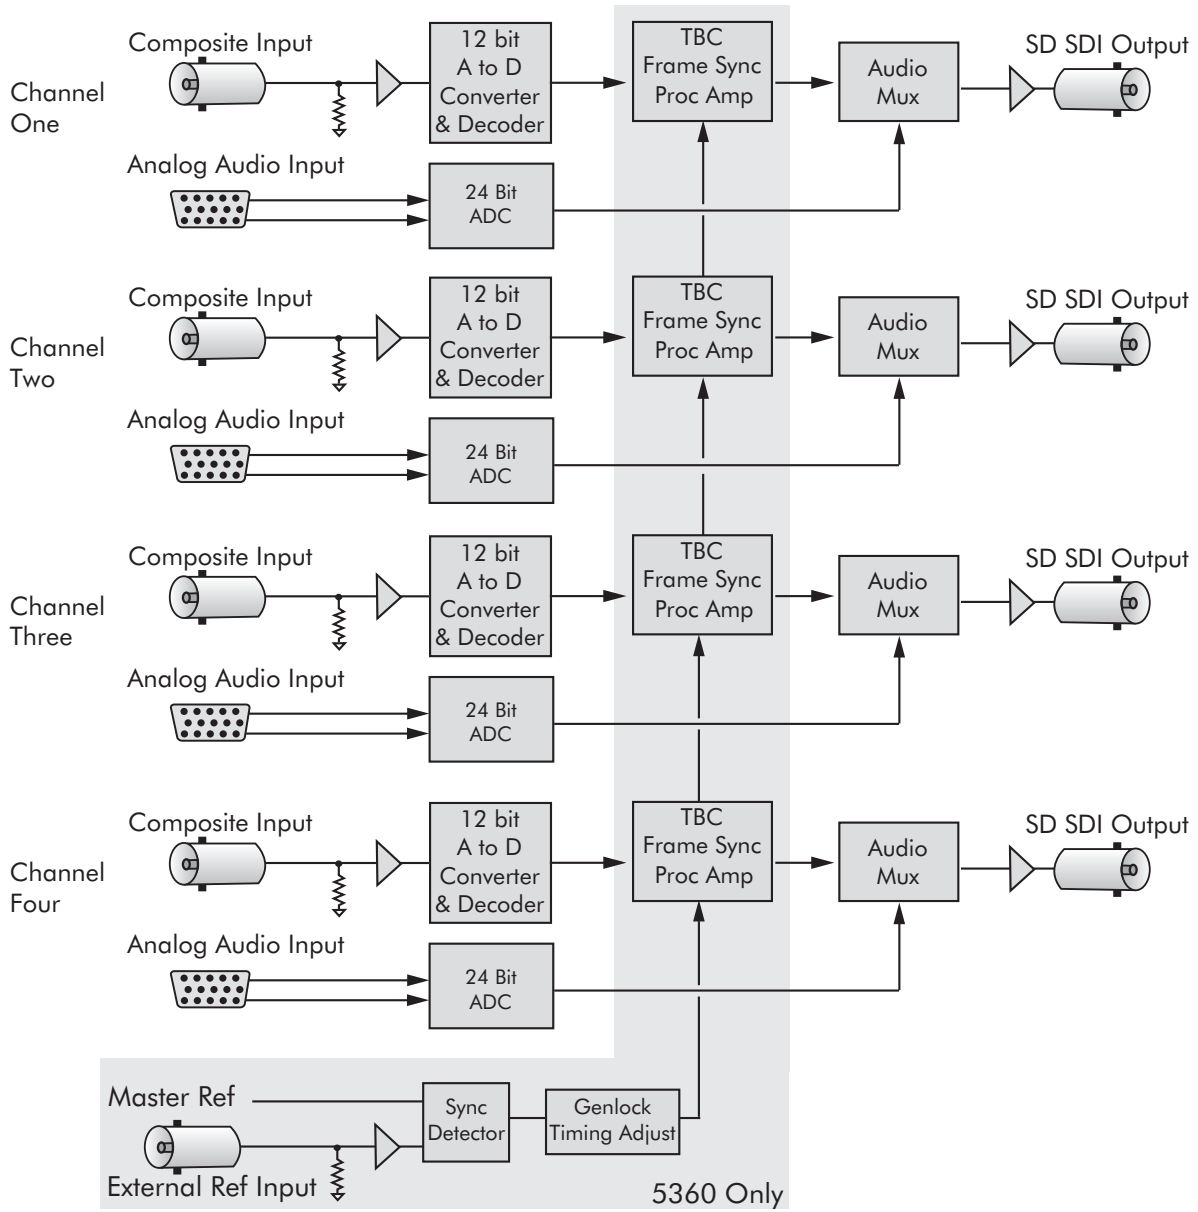 Channel
One
Composite Input
12 bit
A to D
Converter
& Decoder
TBC
Frame Sync
Proc Amp
Audio
Mux
SD SDI Output
Analog Audio Input
24 Bit
ADC
Channel
Two
Composite Input
12 bit
A to D
Converter
& Decoder
TBC
Frame Sync
Proc Amp
Audio
Mux
SD SDI Output
Analog Audio Input
24 Bit
ADC
Channel
Three
Composite Input
12 bit
A to D
Converter
& Decoder
TBC
Frame Sync
Proc Amp
Audio
Mux
SD SDI Output
Analog Audio Input
24 Bit
ADC
Channel
Four
Composite Input
12 bit
A to D
Converter
& Decoder
TBC
Frame Sync
Proc Amp
Audio
Mux
SD SDI Output
Analog Audio Input
24 Bit
ADC
Master Ref
Sync
Detector
Genlock
Timing Adjust
External Ref Input
5360 Only